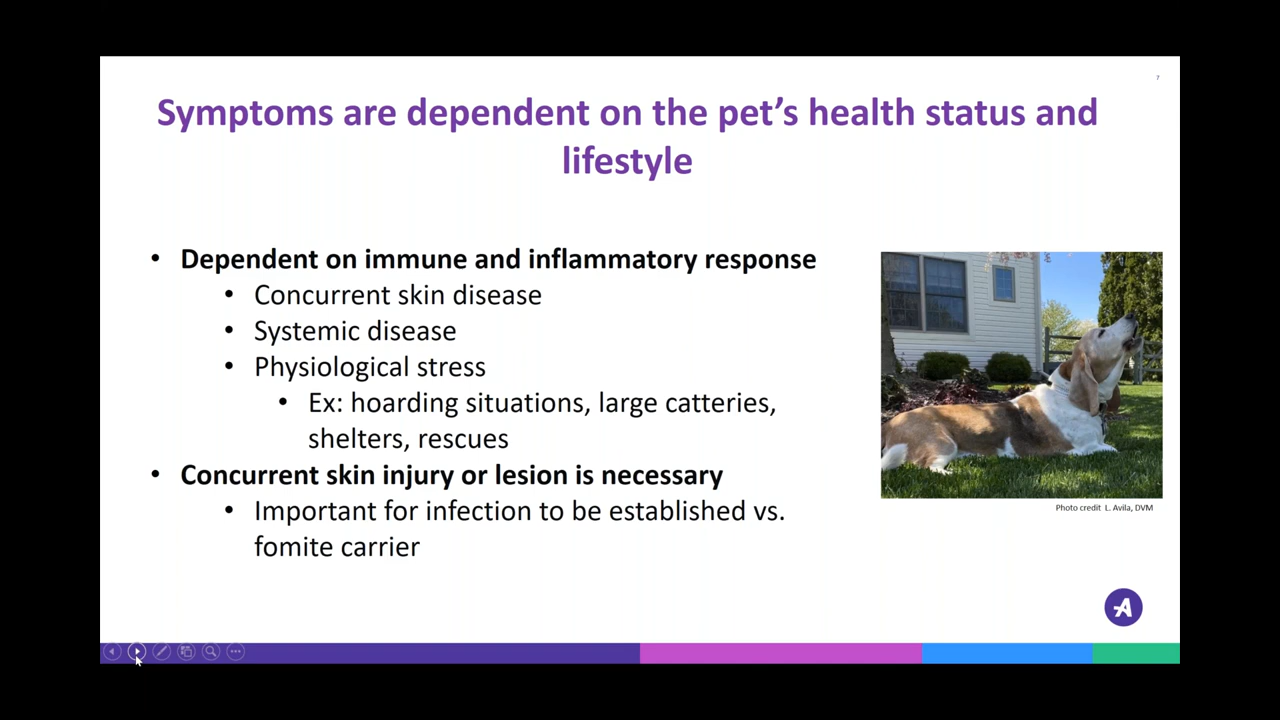 7
Symptoms are dependent on the pet’s health status and
lifestyle
• Dependent on immune and inflammatory response
• Concurrent skin disease
• Systemic disease
• Physiological stress
• Ex: hoarding situations, large catteries,
shelters, rescues
• Concurrent skin injury or lesion is necessary
• Important for infection to be established vs.
fomite carrier
Photo credit L. Avila, DVM
A